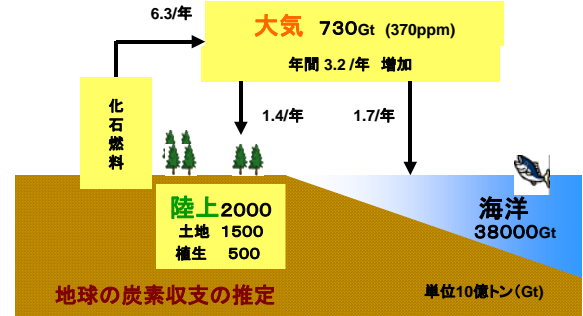 6.3/年
大気 730Gt (370ppm)
年間 3.2 /年 増加
化石燃料
1.4/年
1.7/年
陸上2000
土地 1500
植生 500
海洋
38000Gt
地球の炭素収支の推定
単位10億トン(Gt)